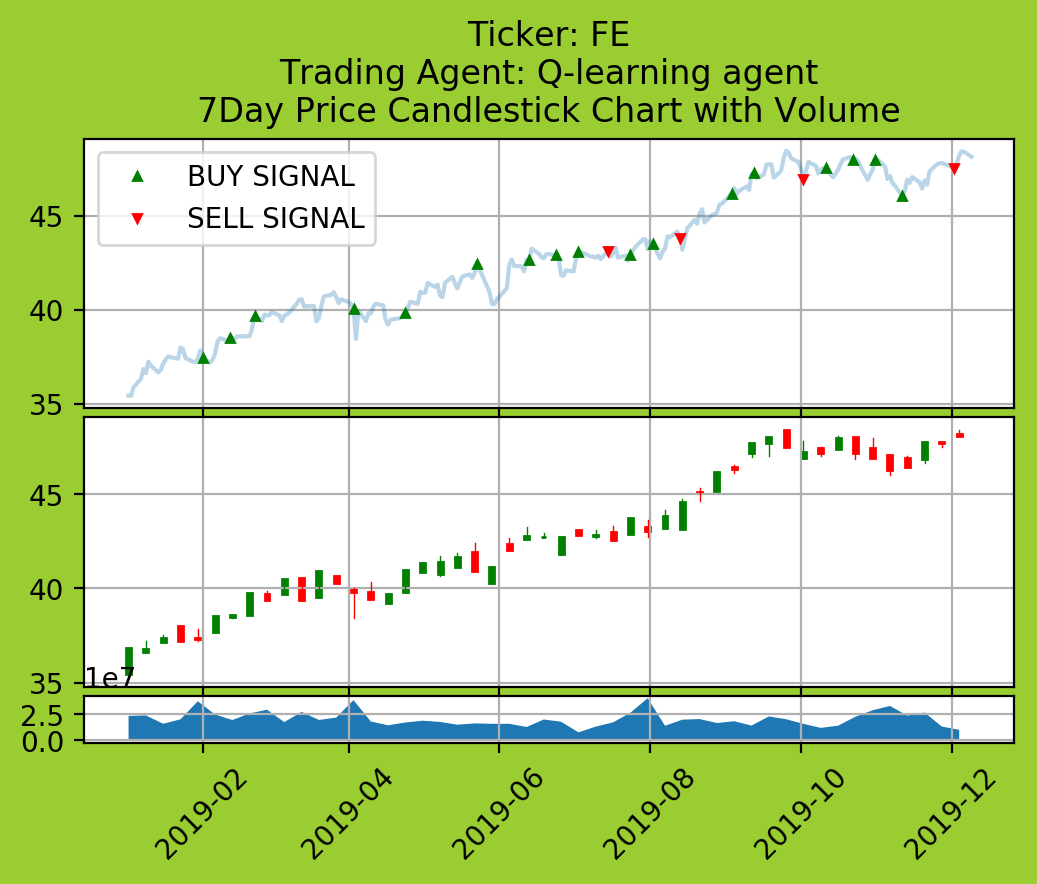 Ticker: FE
Trading Agent: Q-learning agent
7Day Price Candlestick Chart with Volume
BUY SIGNAL
SELL SIGNAL
45
40
35
45
40
35
1e7
2.5
0.0
2019-02
2019-04
2019-06
2019-08
2019-10
2019-12